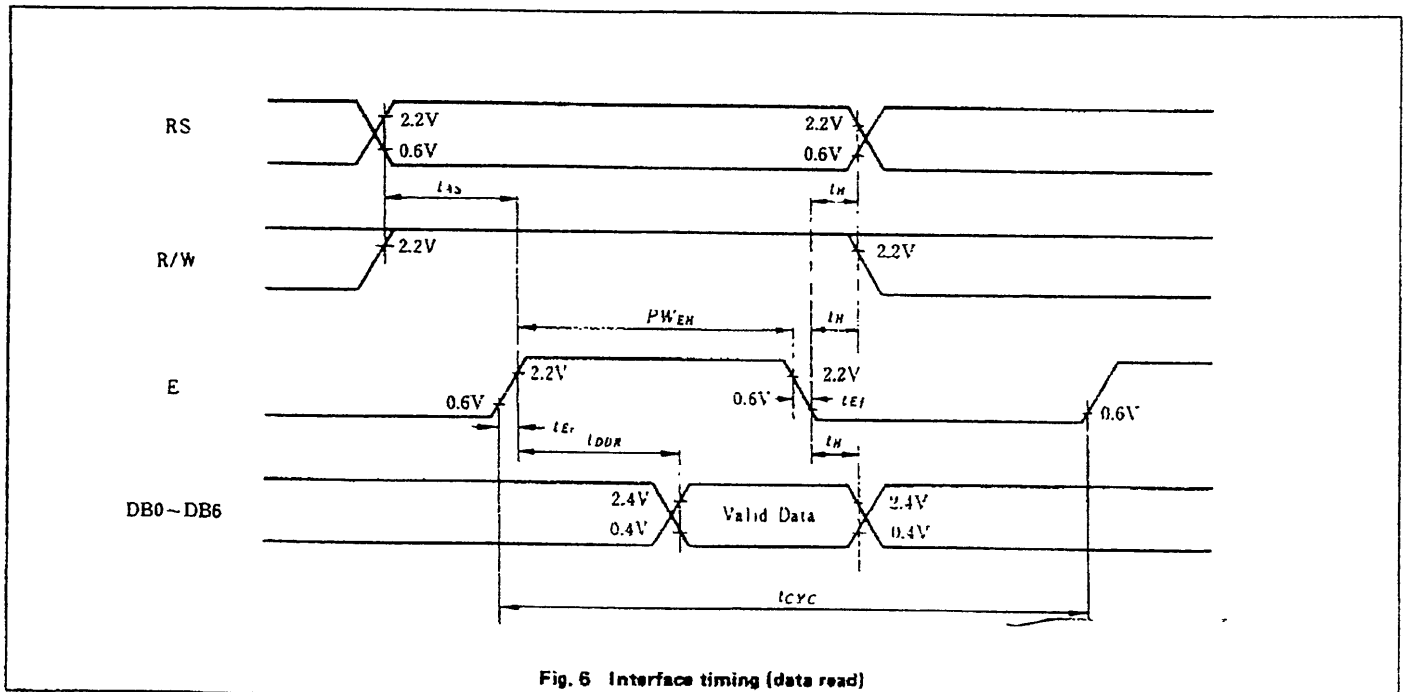 RS
2.2V
0.6V
2.2V
0.6V
tAS
tH
R/W
2.2V
2.2V
PWEH
tH
E
0.6V
2.2V
0.6V
2.2V
tEf
0.6V
tEr
tDDR
tH
DB0~DB6
2.4V
0.4V
Valid Data
2.4V
0.4V
tCYC
Fig. 6 Interface timing (data read)